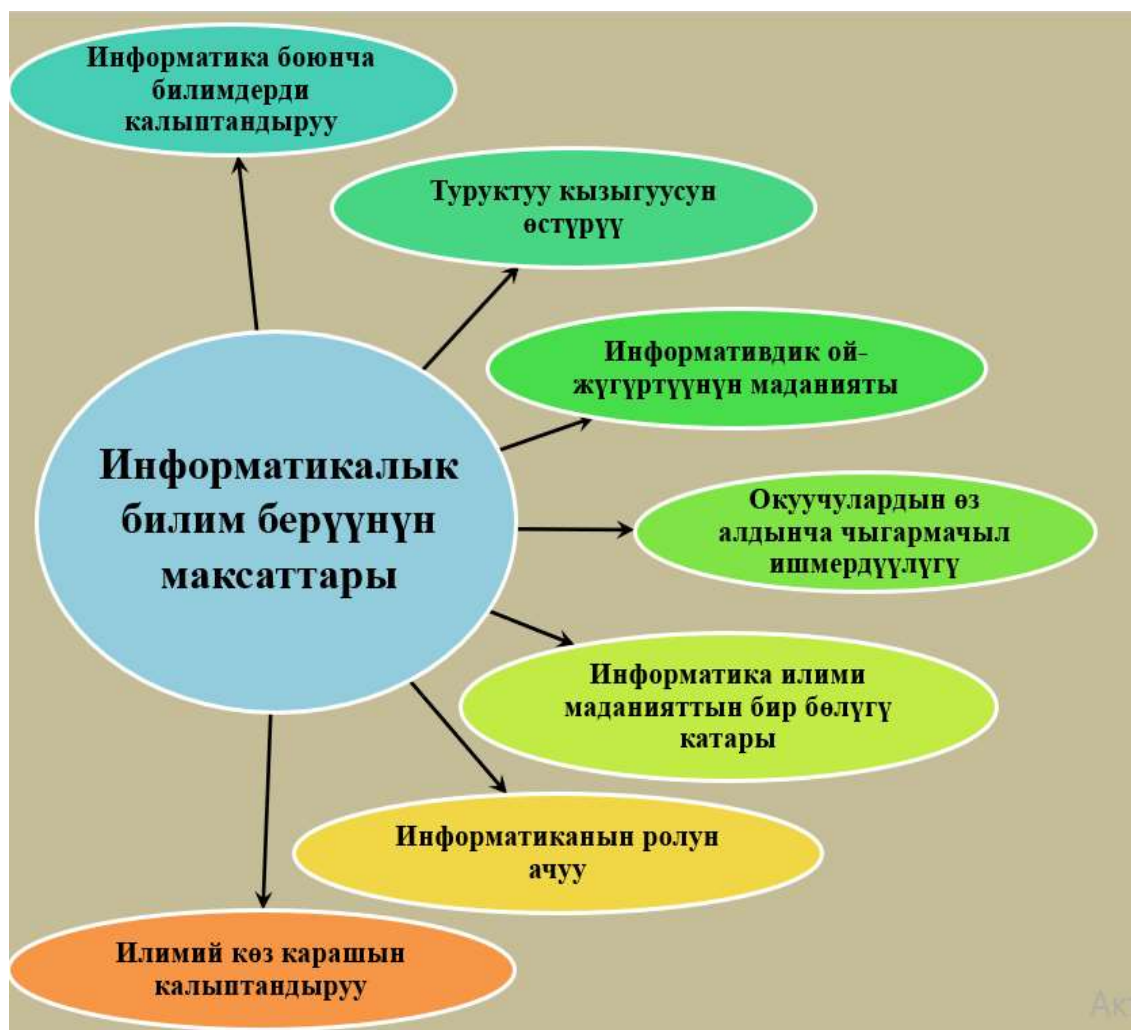 Информатика боюнча
билимдерди
калыптандыруу
Туруктуу кызыгуусун
өстүрүү
Информативдик ой-
жүгүртүүнүн маданияты
Информатикалык
билим берүүнүн
максаттары
Окуучулардын өз
алдынча чыгармачыл
ишмердүүлүгү
Информатика илими
маданияттын бир бөлүгү
катары
Информатиканын ролун
ачуу
Илимий көз карашын
калыптандыруу